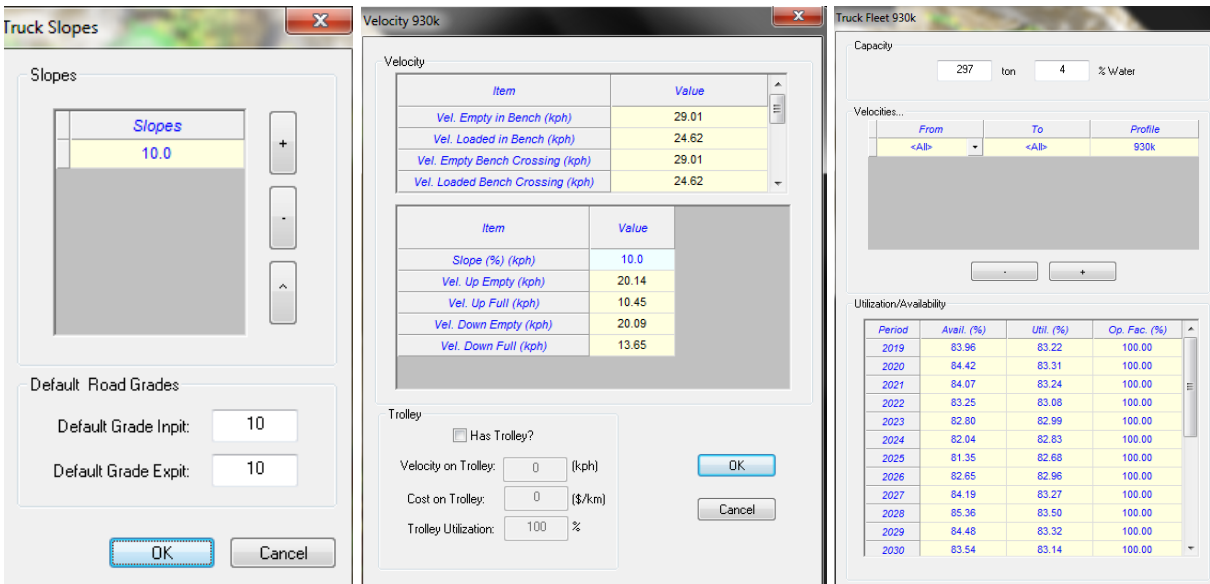 Truck Slopes
Slopes
Slopes
10.0
+
-
^
Default Road Grades
Default Grade Inpit: 10
Default Grade Expit: 10
OK Cancel
Velocity 930k
Velocity
Item Value
Vel. Empty in Bench (kph) 29.01
Vel. Loaded in Bench (kph) 24.62
Vel. Empty Bench Crossing (kph) 29.01
Vel. Loaded Bench Crossing (kph) 24.62
Item Value
Slope (%) (kph) 10.0
Vel. Up Empty (kph) 20.14
Vel. Up Full (kph) 10.45
Vel. Down Empty (kph) 20.09
Vel. Down Full (kph) 13.65
Trolley
Has Trolley?
Velocity on Trolley: 0 (kph)
Cost on Trolley: 0 ($/km)
Trolley Utilization: 100 %
OK
Cancel
Truck Fleet 930k
Capacity
297 ton 4 % Water
Velocities...
From To Profile
<All> <All> 930k
- +
Utilization/Availability
Period Avail. (%) Util. (%) Op. Fac. (%)
2019 83.96 83.22 100.00
2020 84.42 83.31 100.00
2021 84.07 83.24 100.00
2022 83.25 83.08 100.00
2023 82.80 82.99 100.00
2024 82.04 82.83 100.00
2025 81.35 82.68 100.00
2026 82.65 82.96 100.00
2027 84.19 83.27 100.00
2028 85.36 83.50 100.00
2029 84.48 83.32 100.00
2030 83.54 83.14 100.00